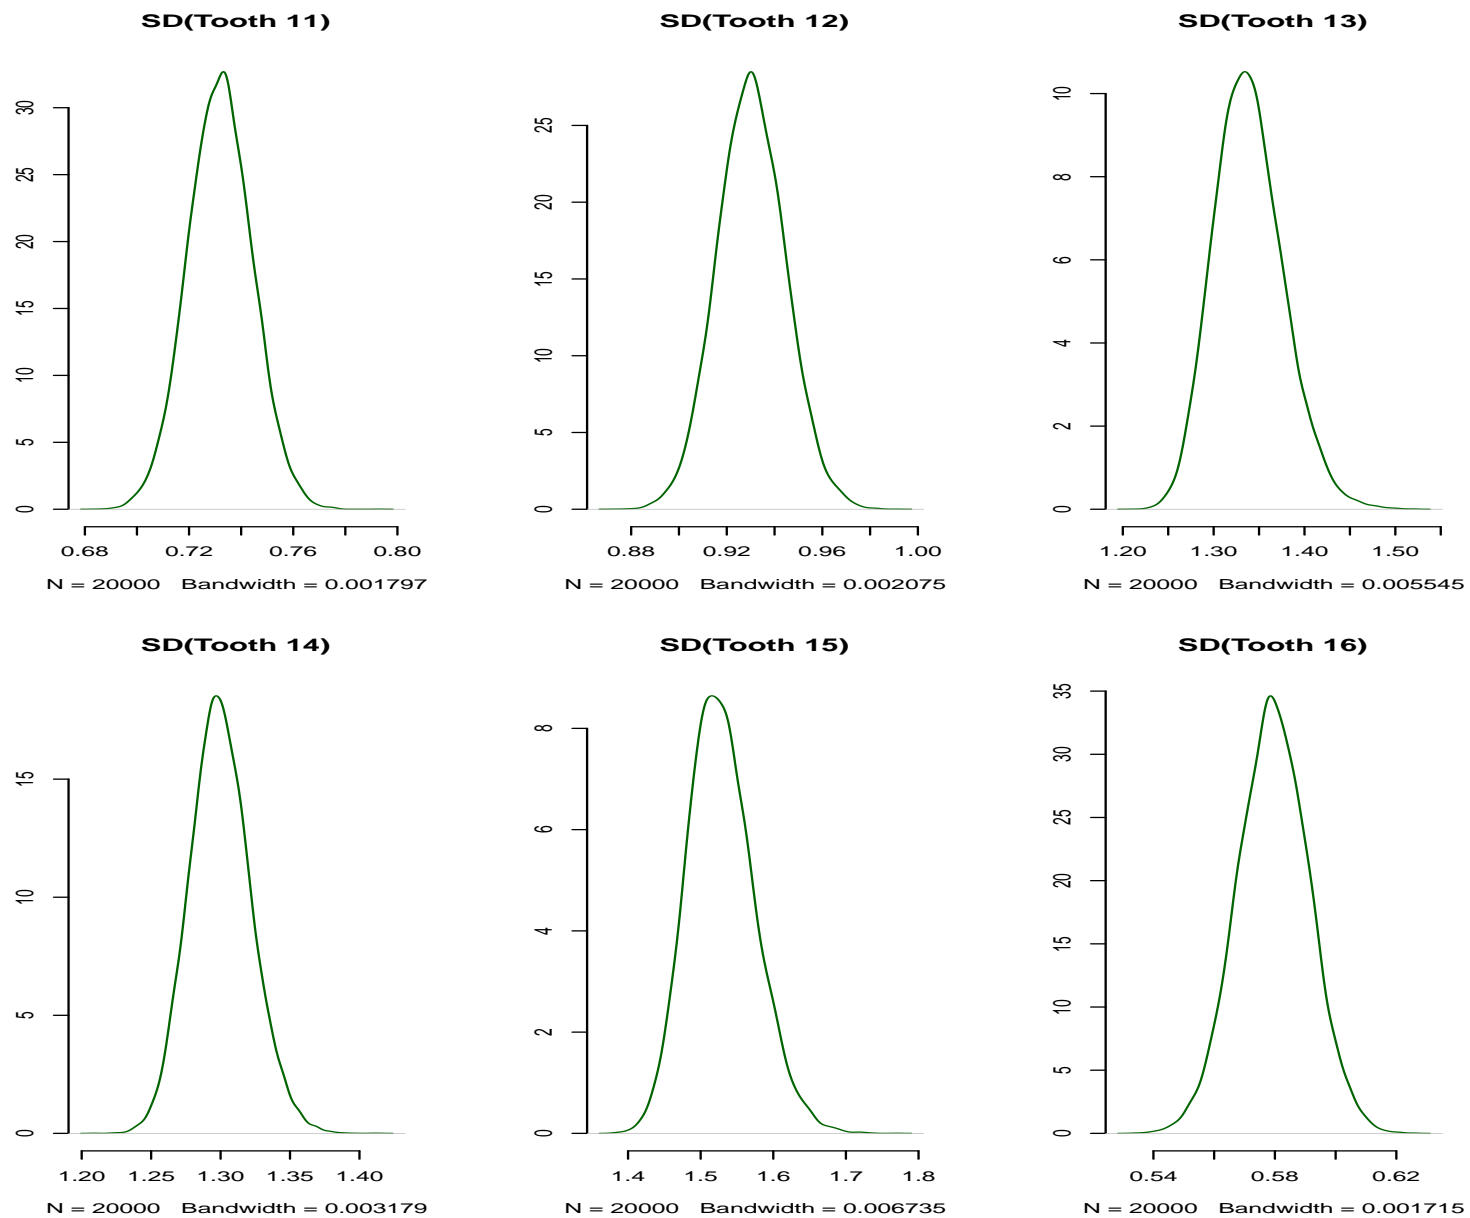 SD(Tooth 11)
30
25
20
15
10
5
0
0.68 0.72 0.76 0.80
N = 20000 Bandwidth = 0.001797
SD(Tooth 12)
25
20
15
10
5
0
0.88 0.92 0.96 1.00
N = 20000 Bandwidth = 0.002075
SD(Tooth 13)
10
8
6
4
2
0
1.20 1.30 1.40 1.50
N = 20000 Bandwidth = 0.005545
SD(Tooth 14)
15
10
5
0
1.20 1.25 1.30 1.35 1.40
N = 20000 Bandwidth = 0.003179
SD(Tooth 15)
8
6
4
2
0
1.4 1.5 1.6 1.7 1.8
N = 20000 Bandwidth = 0.006735
SD(Tooth 16)
35
30
25
20
15
10
5
0
0.54 0.58 0.62
N = 20000 Bandwidth = 0.001715